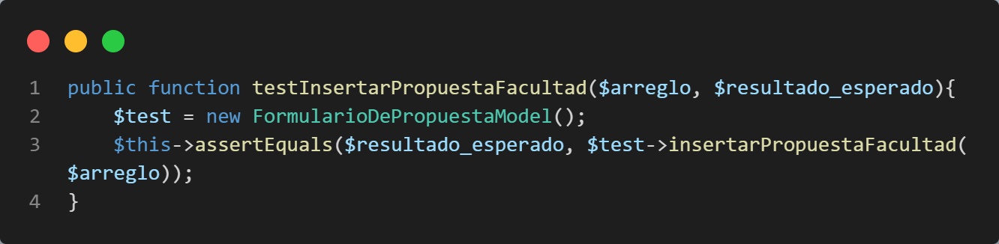 1 public function testInsertarPropuestaFacultad($arreglo, $resultado_esperado){
2     $test = new FormularioDePropuestaModel();
3     $this->assertEquals($resultado_esperado, $test->insertarPropuestaFacultad(
$arreglo));
4 }